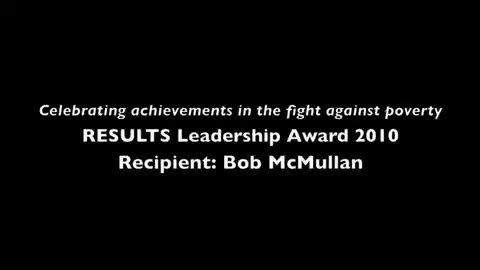 Celebrating achievements in the fight against poverty
RESULTS Leadership Award 2010
Recipient: Bob McMullan